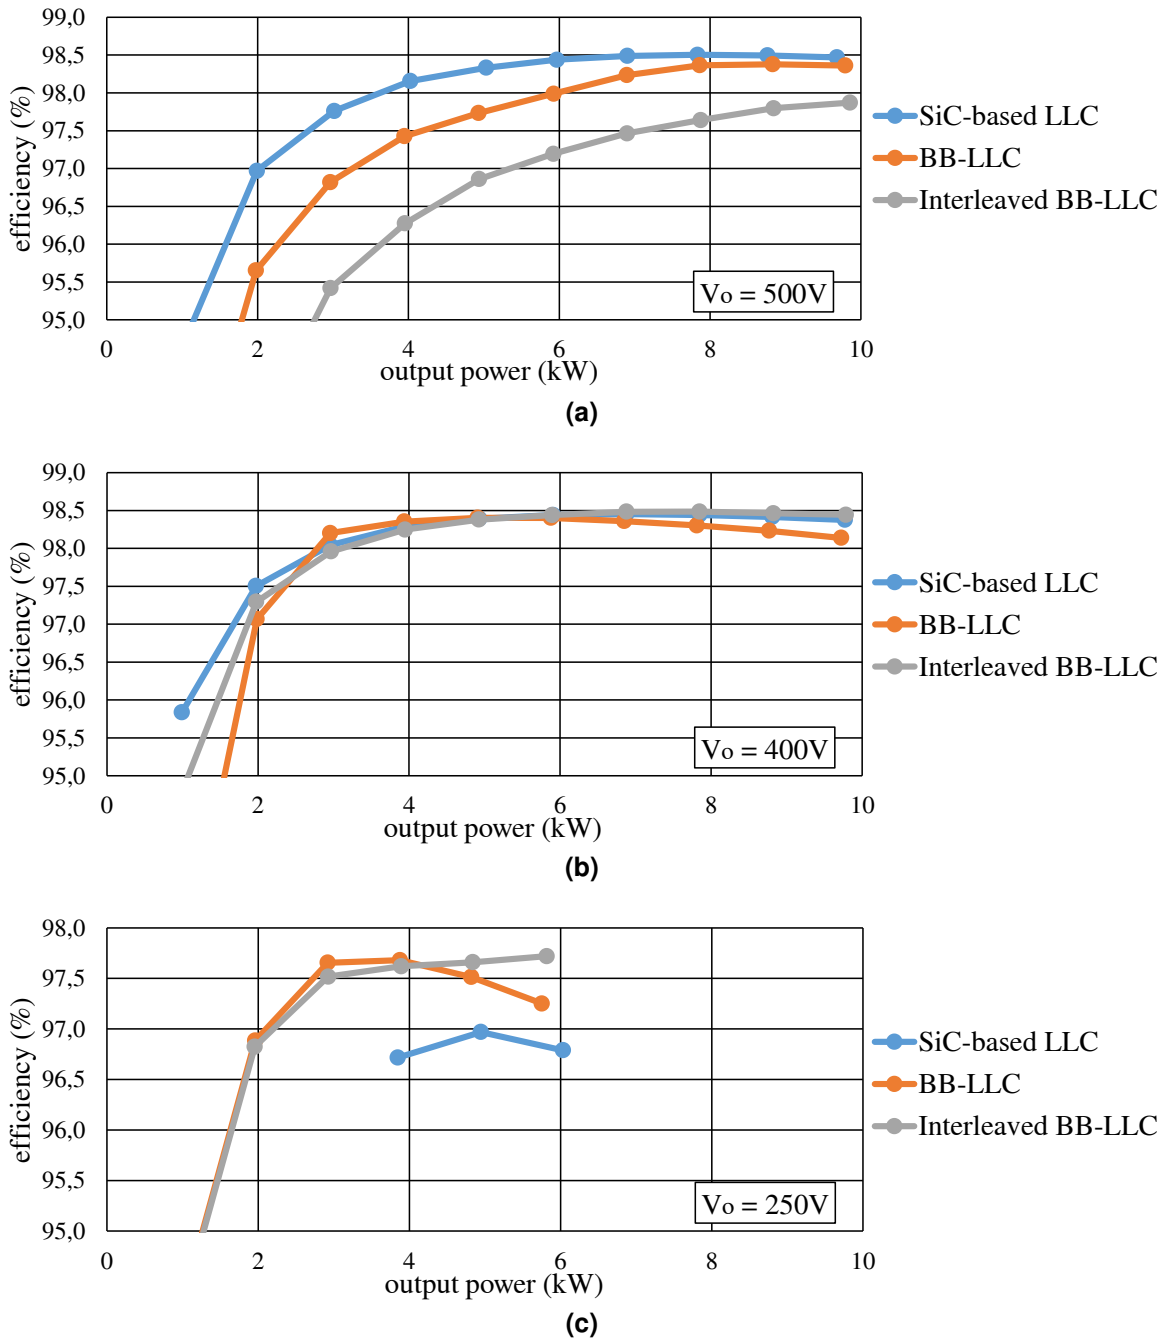 99,0
98,5
98,0
97,5
97,0
96,5
96,0
95,5
95,0
efficiency (%)
0 2 4 6 8 10
output power (kW)
Vo = 500V
SiC-based LLC
BB-LLC
Interleaved BB-LLC
(a)
99,0
98,5
98,0
97,5
97,0
96,5
96,0
95,5
95,0
efficiency (%)
0 2 4 6 8 10
output power (kW)
Vo = 400V
SiC-based LLC
BB-LLC
Interleaved BB-LLC
(b)
98,0
97,5
97,0
96,5
96,0
95,5
95,0
efficiency (%)
0 2 4 6 8 10
output power (kW)
Vo = 250V
SiC-based LLC
BB-LLC
Interleaved BB-LLC
(c)